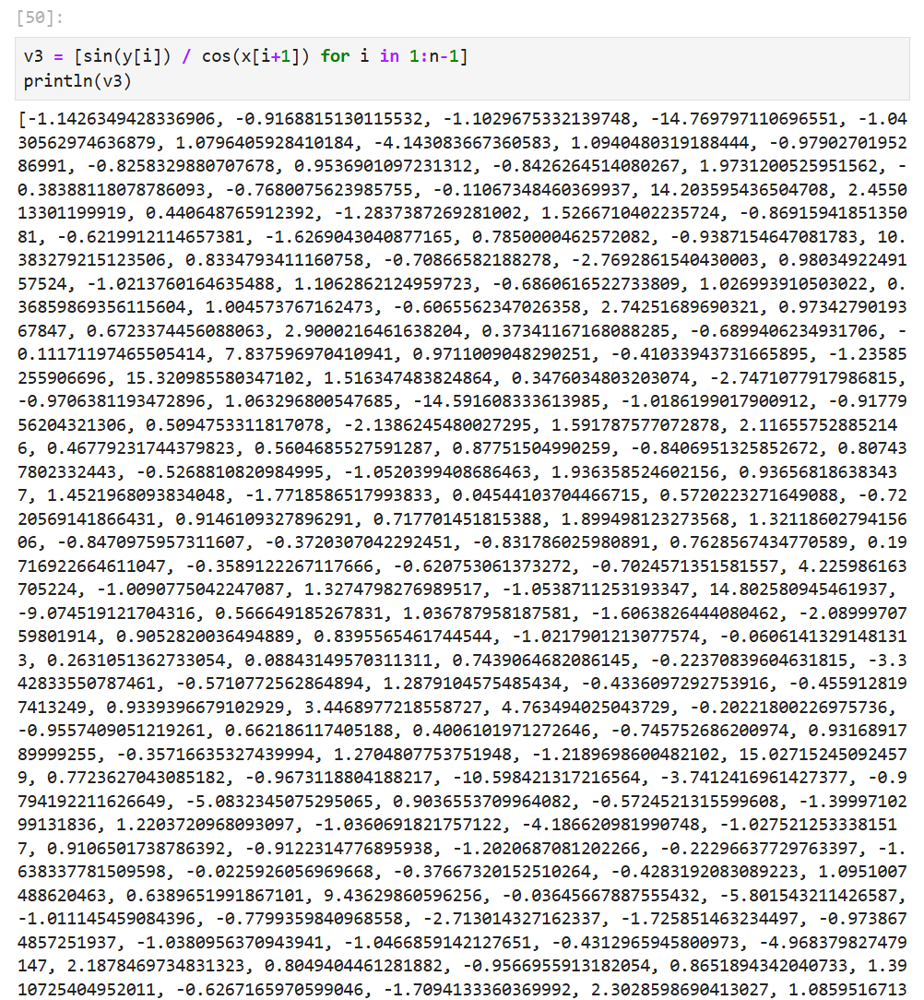 [50]:
v3 = [sin(y[i]) / cos(x[i+1]) for i in 1:n-1]
println(v3)
[-1.1426349428336906, -0.9168815130115532, -1.1029675332139748, -14.769797110696551, -1.04
30562974636879, 1.0796405928410184, -4.143083667360583, 1.0940480319188444, -0.97902701952
86991, -0.8258329880707678, 0.9536901097231312, -0.8426264514080267, 1.9731200525951562, -
0.38388118078786093, -0.7680075623985755, -0.11067348460369937, 14.203595436504708, 2.4550
13301199919, 0.440648765912392, -1.2837387269281002, 1.5266710402235724, -0.86915941851350
81, -0.6219912114657381, -1.6269043040877165, 0.7850000462572082, -0.9387154647081783, 10.
383279215123506, 0.8334793411160758, -0.70866582188278, -2.7692861540430003, 0.98034922491
57524, -1.0213760164635488, 1.1062862124959723, -0.6860616522733809, 1.026993910503022, 0.
36859869356115604, 1.004573767162473, -0.6065562347026358, 2.74251689690321, 0.97342790193
67847, 0.6723374456088063, 2.9000216461638204, 0.37341167168088285, -0.6899406234931706, -
0.11171197465505414, 7.837596970410941, 0.9711009048290251, -0.41033943731665895, -1.23585
255906696, 15.320985580347102, 1.516347483824864, 0.3476034803203074, -2.7471077917986815,
-0.9706381193472896, 1.063296800547685, -14.591608333613985, -1.0186199017900912, -0.91779
56204321306, 0.5094753311817078, -2.1386245480027295, 1.591787577072878, 2.11655752885214
6, 0.46779231744379823, 0.5604685527591287, 0.87751504990259, -0.8406951325852672, 0.80743
7802332443, -0.5268810820984995, -1.0520399408686463, 1.936358524602156, 0.93656818638343
7, 1.4521968093834048, -1.7718586517993833, 0.04544103704466715, 0.5720223271649088, -0.72
20569141866431, 0.9146109327896291, 0.717701451815388, 1.899498123273568, 1.32118602794156
06, -0.8470975957311607, -0.3720307042292451, -0.831786025980891, 0.7628567434770589, 0.19
716922664611047, -0.3589122267117666, -0.620753061373272, -0.7024571351581557, 4.225986163
705224, -1.0090775042247087, 1.3274798276989517, -1.0538711253193347, 14.802580945461937,
-9.074519121704316, 0.566649185267831, 1.036787958187581, -1.6063826444080462, -2.08999707
59801914, 0.9052820036494889, 0.8395565461744544, -1.0217901213077574, -0.0606141329148131
3, 0.2631051362733054, 0.08843149570311311, 0.7439064682086145, -0.22370839604631815, -3.3
42833550787461, -0.5710772562864894, 1.2879104575485434, -0.4336097292753916, -0.455912819
7413249, 0.9339396679102929, 3.4468977218558727, 4.763494025043729, -0.20221800226975736,
-0.9557409051219261, 0.662186117405188, 0.4006101971272646, -0.745752686200974, 0.93168917
89999255, -0.35716635327439994, 1.2704807753751948, -1.2189698600482102, 15.02715245092457
9, 0.7723627043085182, -0.9673118804188217, -10.598421317216564, -3.7412416961427377, -0.9
794192211626649, -5.0832345075295065, 0.9036553709964082, -0.5724521315599608, -1.39997102
99131836, 1.2203720968093097, -1.0360691821757122, -4.186620981990748, -1.027521253338151
7, 0.9106501738786392, -0.9122314776895938, -1.2020687081202266, -0.22296637729763397, -1.
638337781509598, -0.0225926056969668, -0.37667320152510264, -0.4283192083089223, 1.0951007
488620463, 0.6389651991867101, 9.43629860596256, -0.03645667887555432, -5.801543211426587,
-1.011145459084396, -0.7799359840968558, -2.713014327162337, -1.725851463234497, -0.973867
4857251937, -1.0380956370943941, -1.0466859142127651, -0.4312965945800973, -4.968379827479
147, 2.1878469734831323, 0.8049404461281882, -0.9566955913182054, 0.8651894342040733, 1.39
10725404952011, -0.6267165970599046, -1.7094133360369992, 2.3028598690413027, 1.0859516713